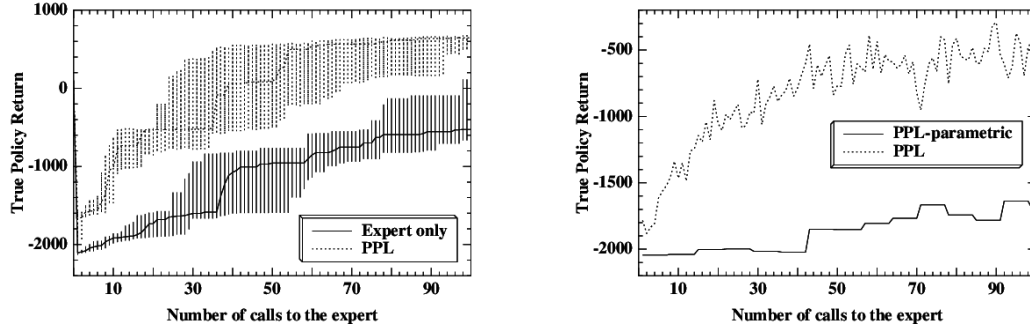 1000
0
-1000
-2000
True Policy Return
Expert only
PPL
10 30 50 70 90
Number of calls to the expert
-500
-1000
-1500
-2000
True Policy Return
PPL-parametric
PPL
10 30 50 70 90
Number of calls to the expert